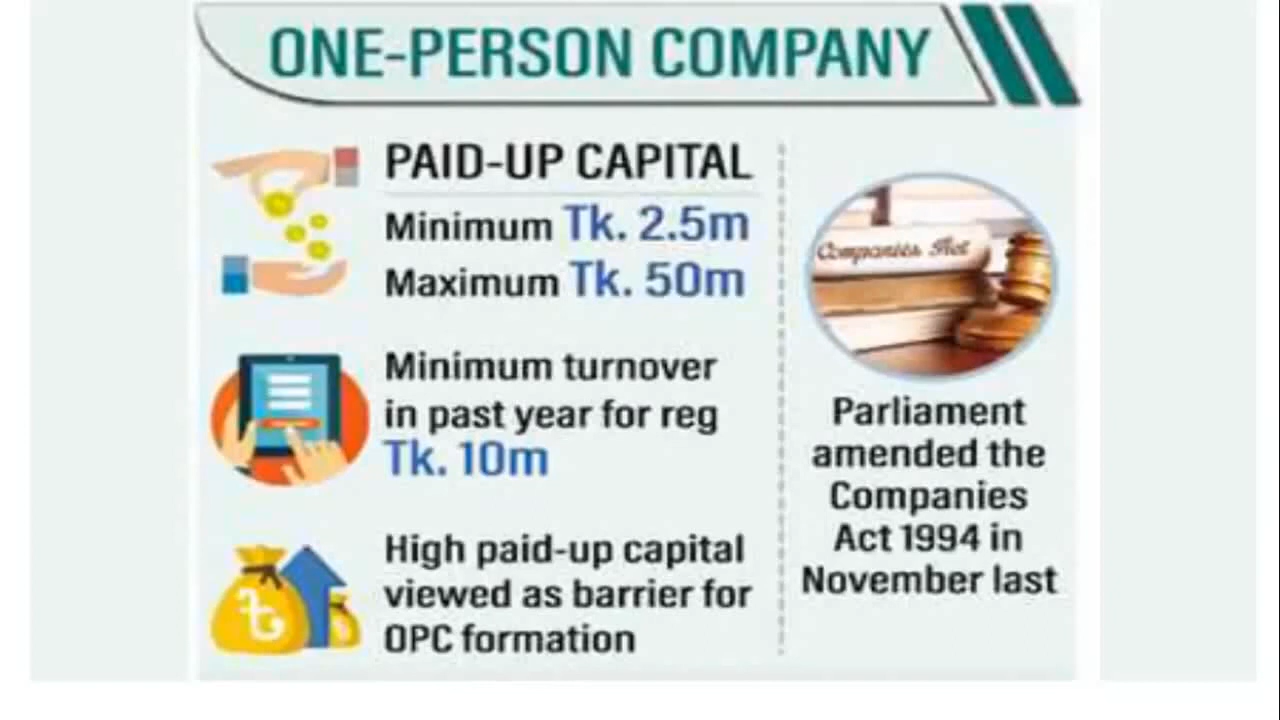 ONE-PERSON COMPANY
PAID-UP CAPITAL
Minimum Tk. 2.5m
Maximum Tk. 50m
Minimum turnover
in past year for reg
Tk. 10m
High paid-up capital
viewed as barrier for
OPC formation
৳
Companies Act
Parliament
amended the
Companies
Act 1994 in
November last